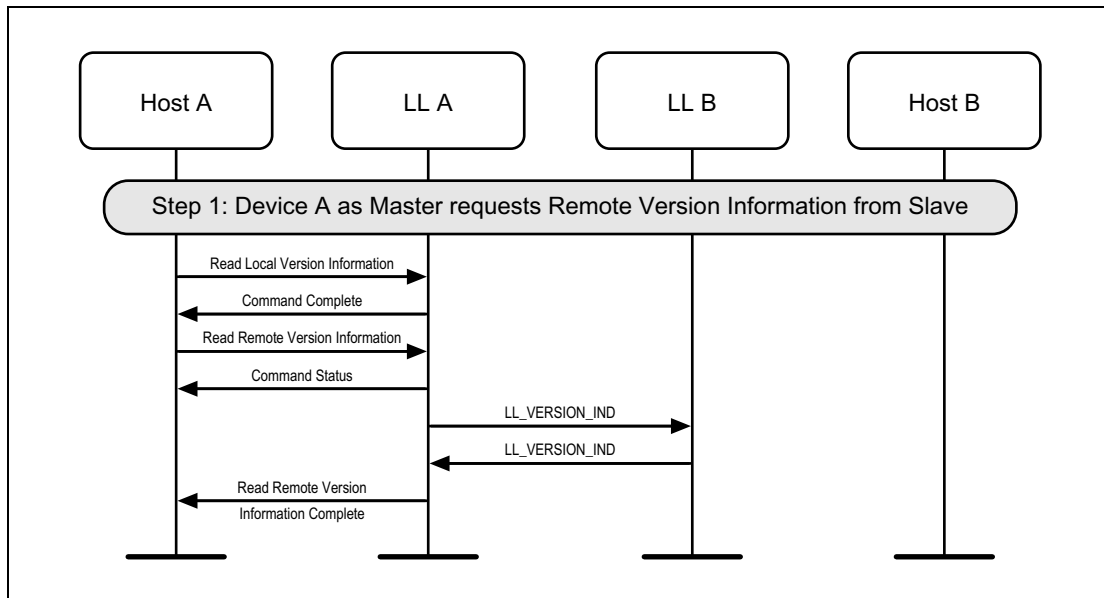 Host A
LL A
LL B
Host B
Step 1: Device A as Master requests Remote Version Information from Slave
Read Local Version Information
Command Complete
Read Remote Version Information
Command Status
LL_VERSION_IND
LL_VERSION_IND
Read Remote Version
Information Complete